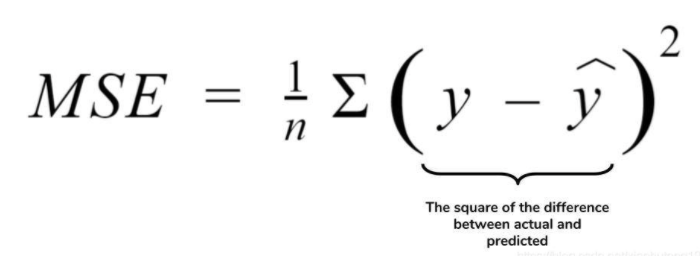 MSE = 1/n Σ (y − ŷ)²
The square of the difference
between actual and
predicted